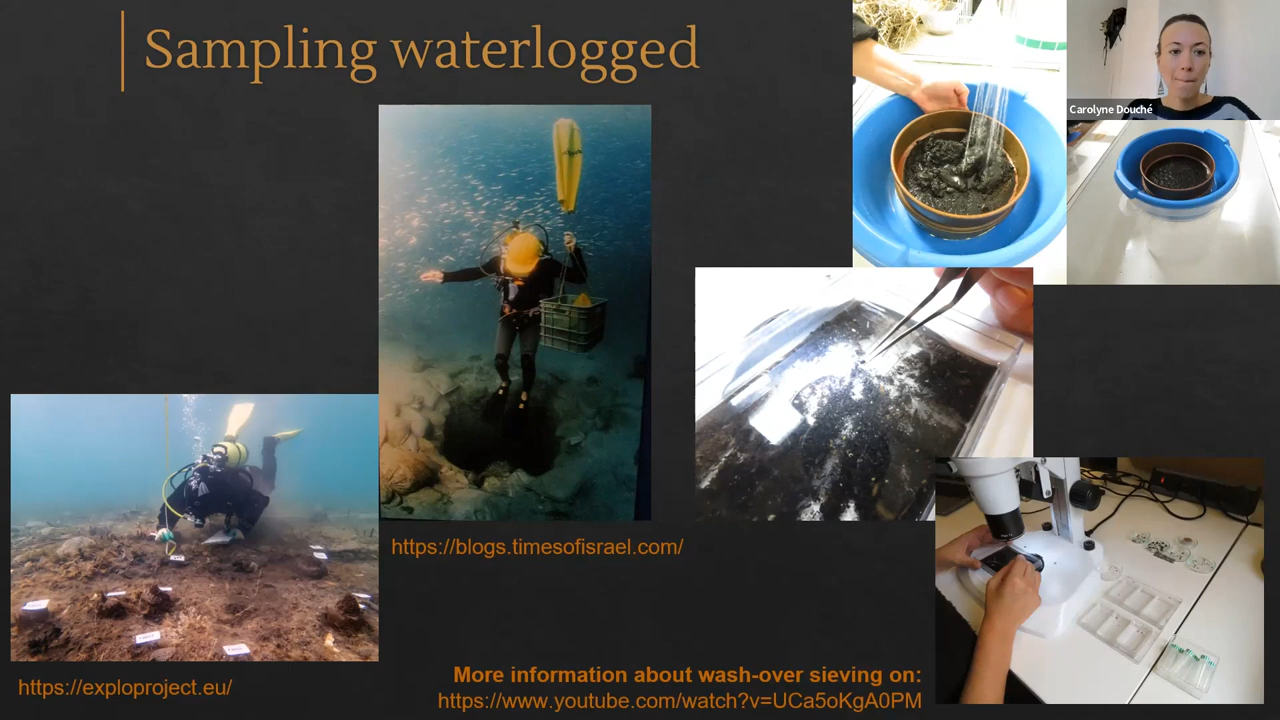 Sampling waterlogged
Carolyne Douché
https://blogs.timesofisrael.com/
https://exploproject.eu/
More information about wash-over sieving on:
https://www.youtube.com/watch?v=UCa5oKgA0PM